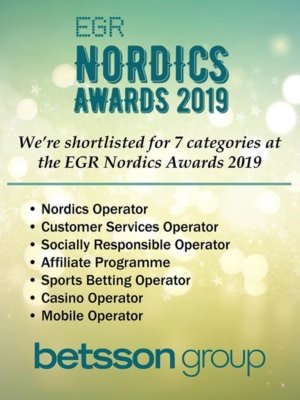 EGR
NORDICS
AWARDS 2019
We're shortlisted for 7 categories at
the EGR Nordics Awards 2019
• Nordics Operator
• Customer Services Operator
• Socially Responsible Operator
• Affiliate Programme
• Sports Betting Operator
• Casino Operator
• Mobile Operator
betsson group